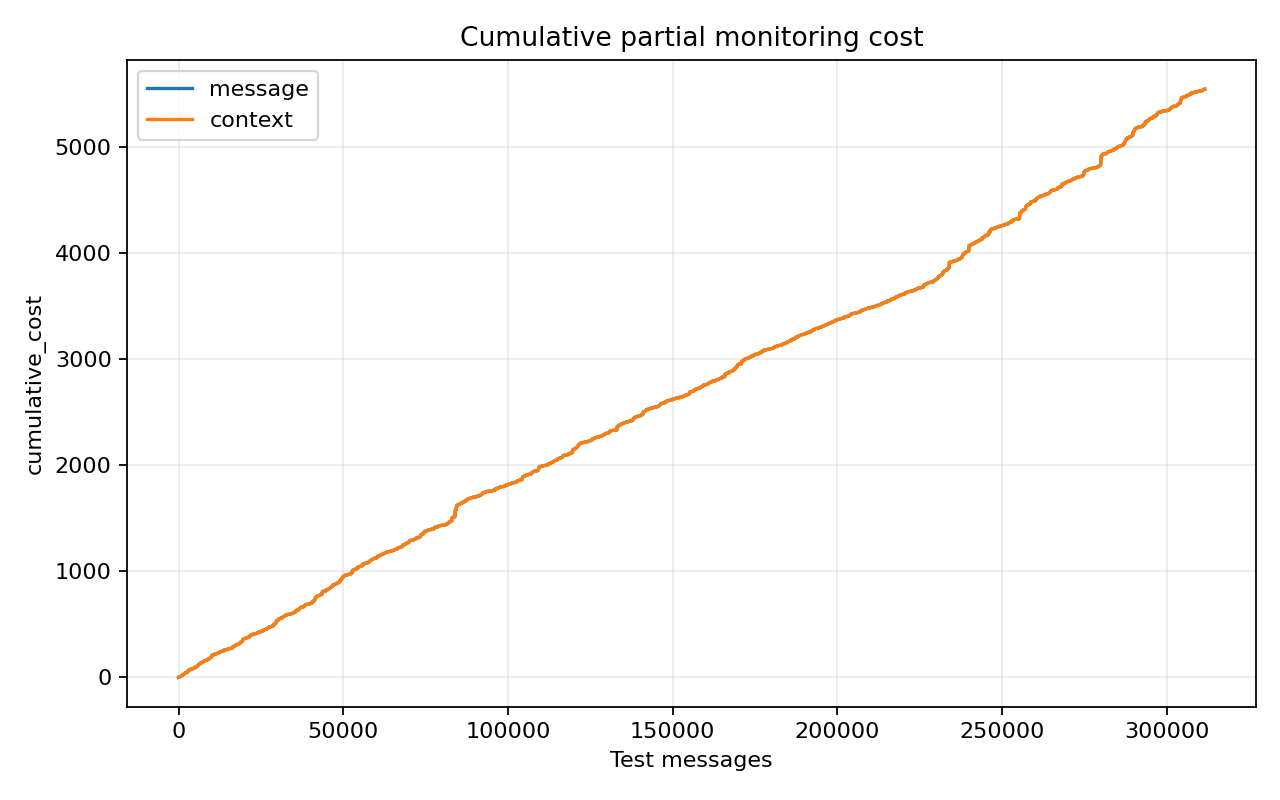 Cumulative partial monitoring cost
message
context
5000
4000
3000
2000
1000
0
cumulative_cost
0 50000 100000 150000 200000 250000 300000
Test messages